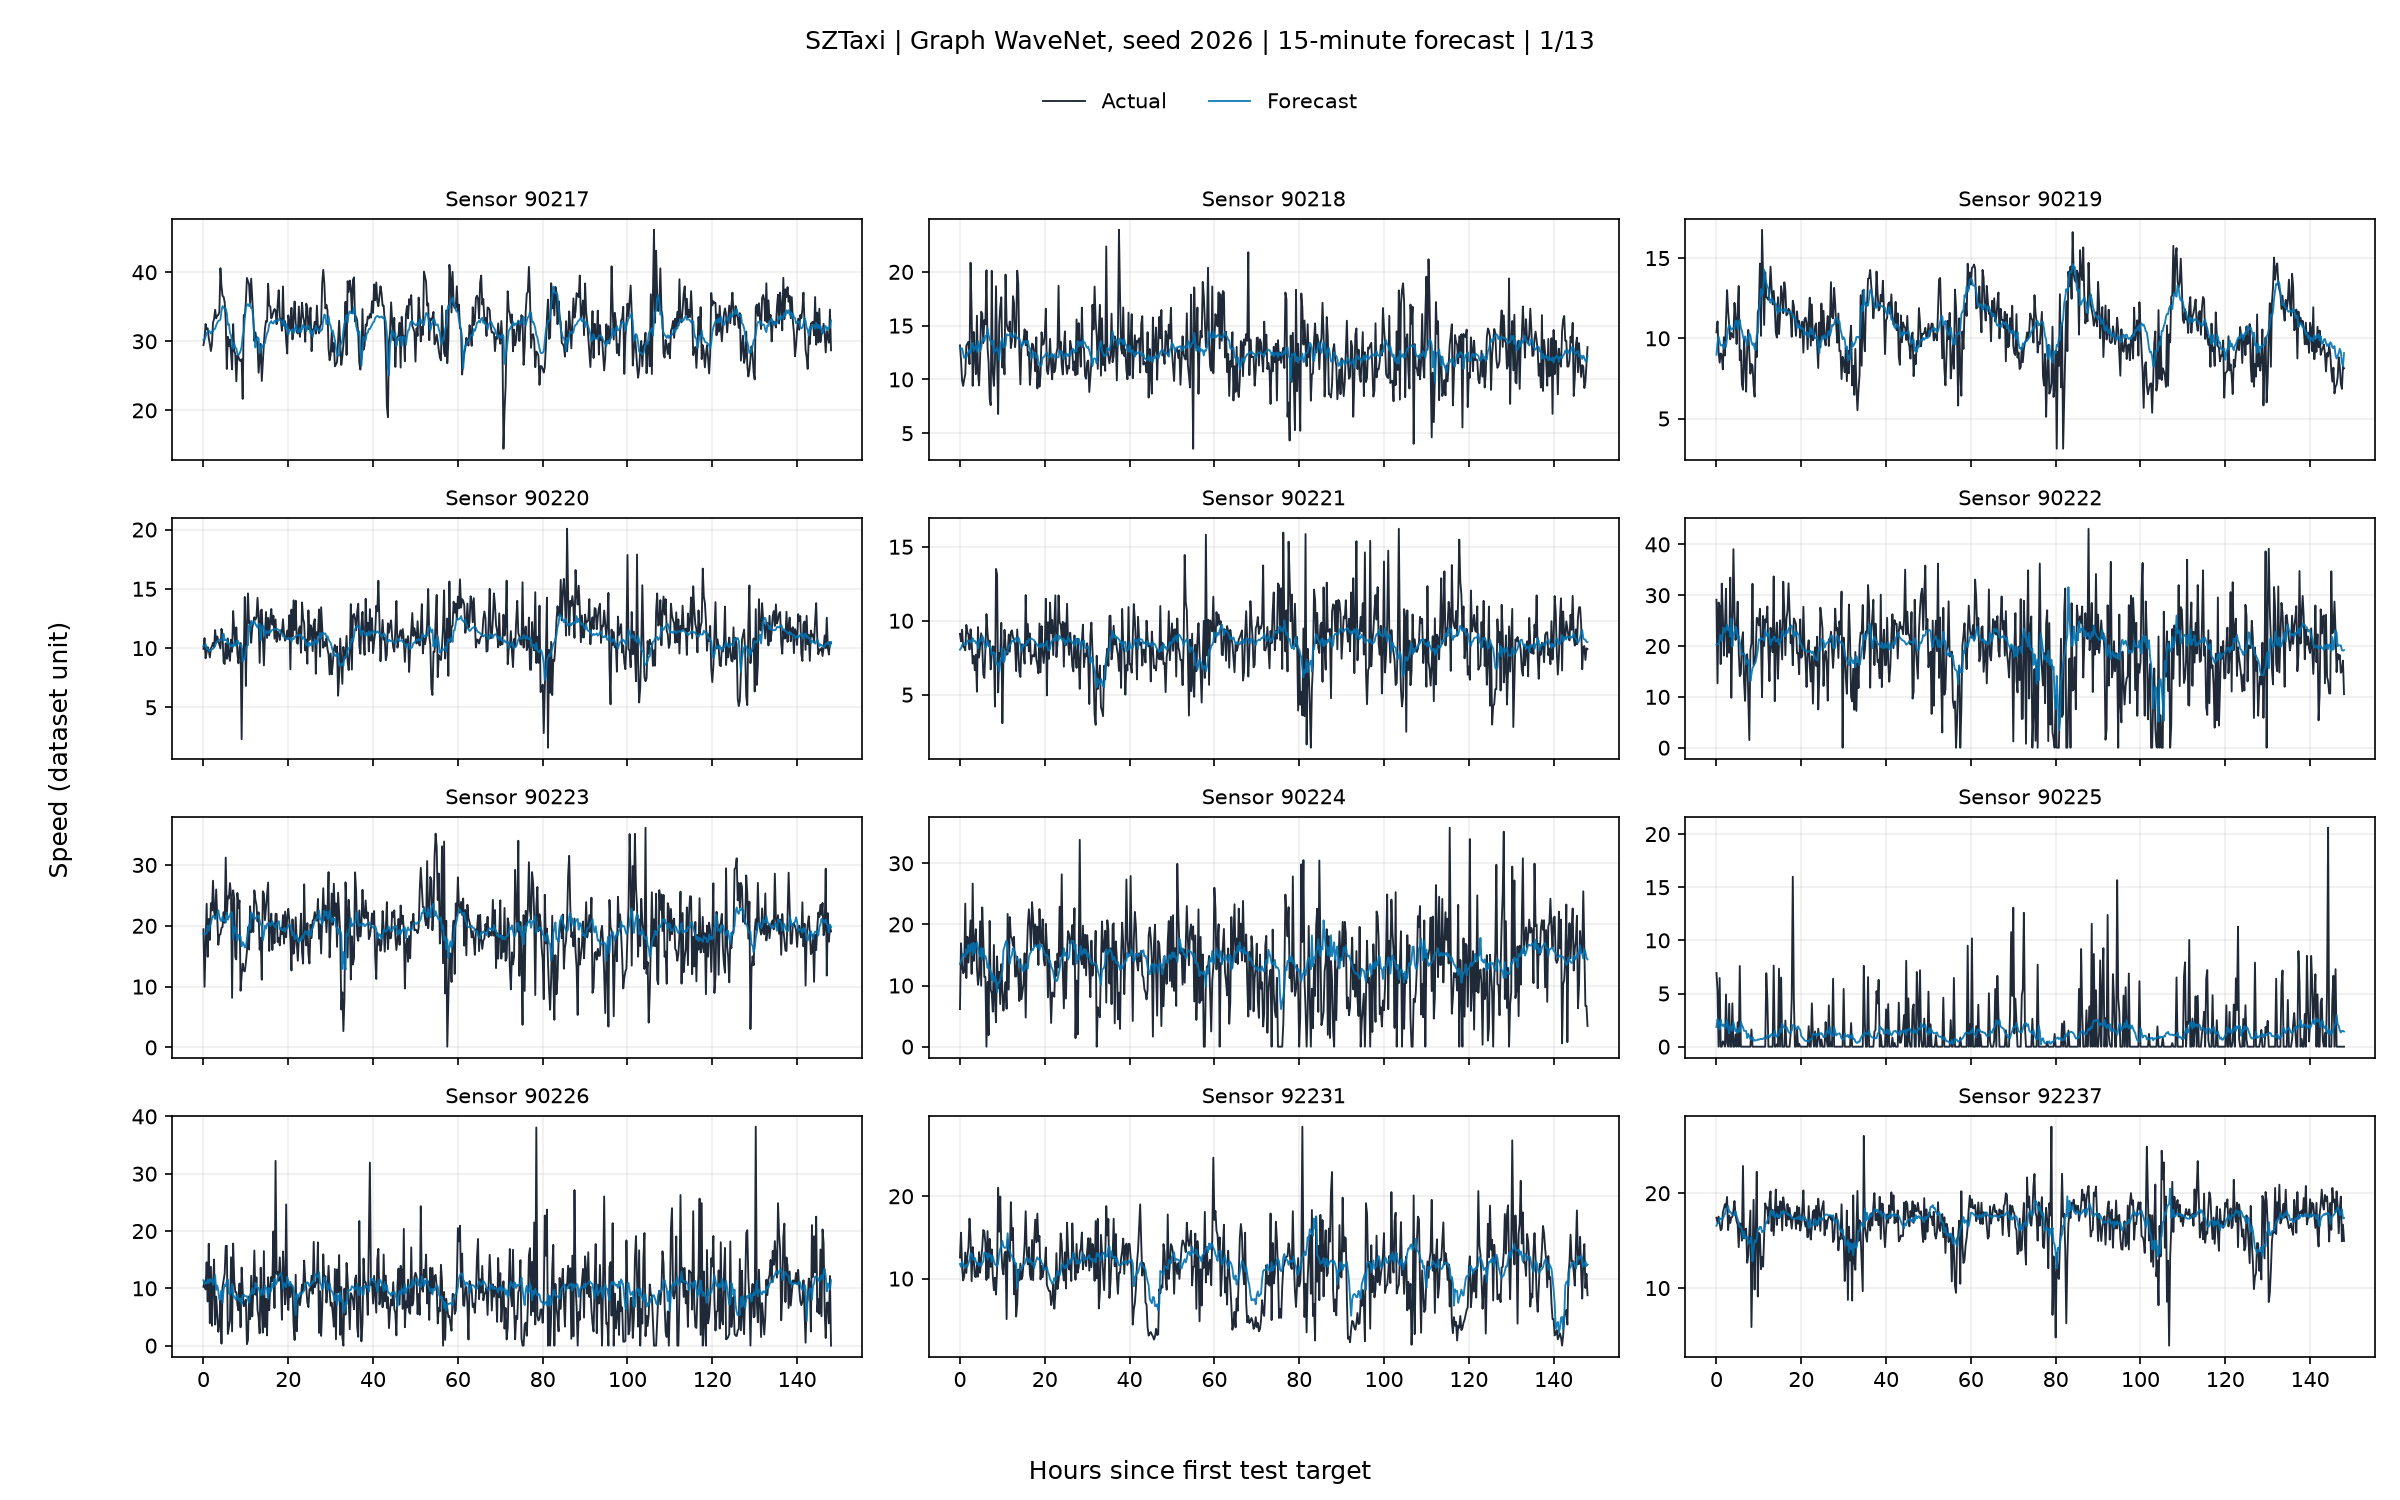 SZTaxi | Graph WaveNet, seed 2026 | 15-minute forecast | 1/13
Actual Forecast
Speed (dataset unit)
Sensor 90217
40
30
20
Sensor 90218
20
15
10
5
Sensor 90219
15
10
5
Sensor 90220
20
15
10
5
Sensor 90221
15
10
5
Sensor 90222
40
30
20
10
0
Sensor 90223
30
20
10
0
Sensor 90224
30
20
10
0
Sensor 90225
20
15
10
5
0
Sensor 90226
40
30
20
10
0
0 20 40 60 80 100 120 140
Sensor 92231
20
10
0 20 40 60 80 100 120 140
Sensor 92237
20
10
0 20 40 60 80 100 120 140
Hours since first test target